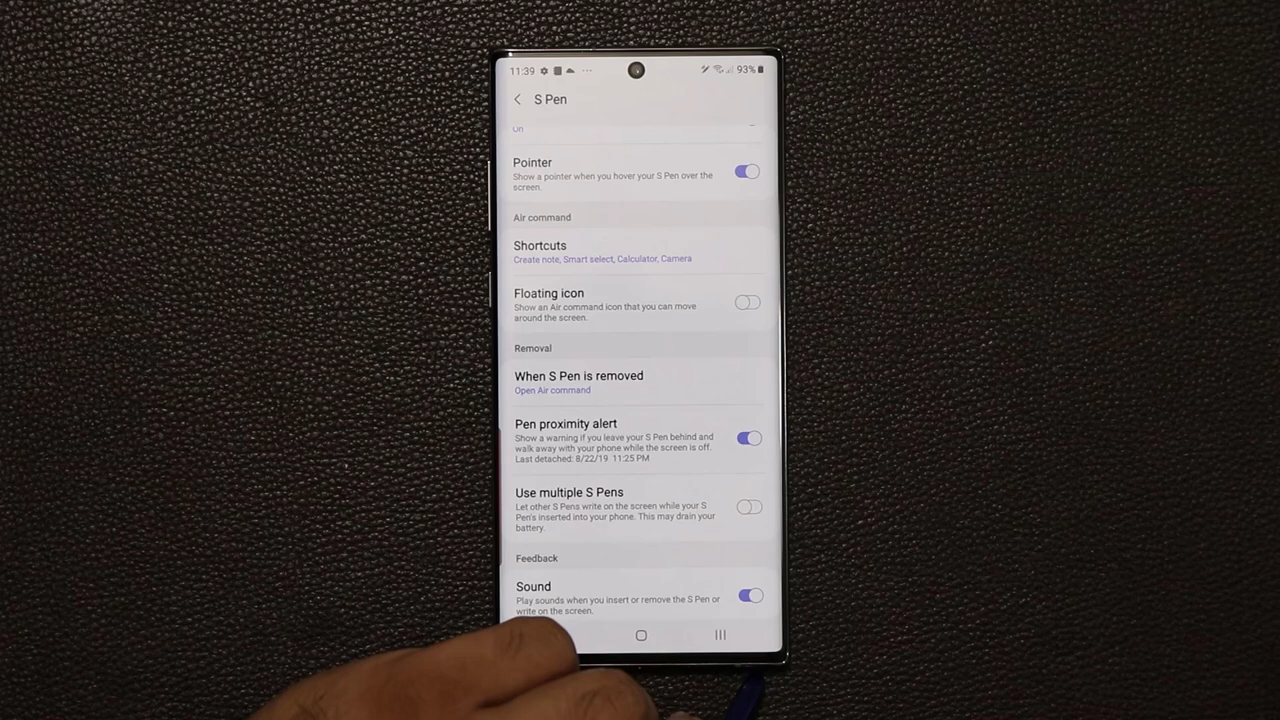 11:39
93%
S Pen
On
Pointer
Show a pointer when you hover your S Pen over the
screen.
Air command
Shortcuts
Create note, Smart select, Calculator, Camera
Floating icon
Show an Air command icon that you can move
around the screen.
Removal
When S Pen is removed
Open Air command
Pen proximity alert
Show a warning if you leave your S Pen behind and
walk away with your phone while the screen is off.
Last detached: 8/22/19 11:25 PM
Use multiple S Pens
Let other S Pens write on the screen while your S
Pen's inserted into your phone. This may drain your
battery.
Feedback
Sound
Play sounds when you insert or remove the S Pen or
write on the screen.